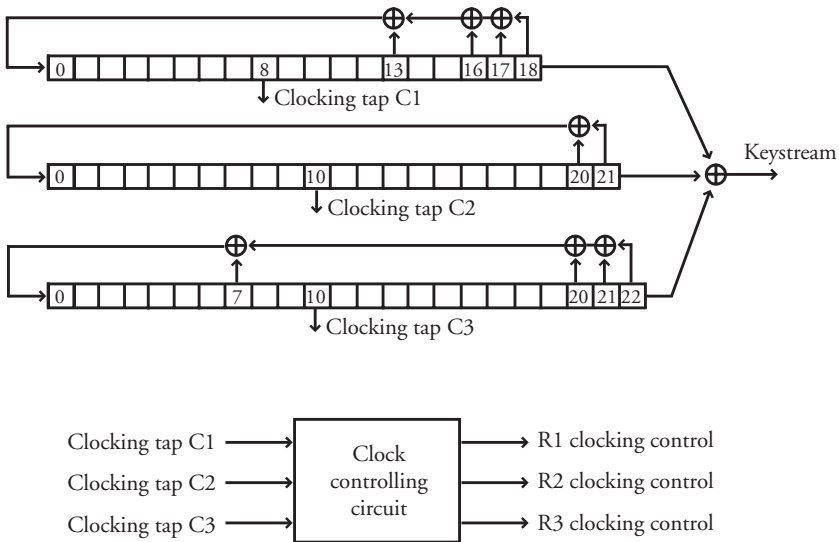 0 8 13 16 17 18
Clocking tap C1
0 10 20 21
Keystream
Clocking tap C2
0 7 10 20 21 22
Clocking tap C3
Clocking tap C1
Clocking tap C2
Clocking tap C3
Clock
controlling
circuit
R1 clocking control
R2 clocking control
R3 clocking control